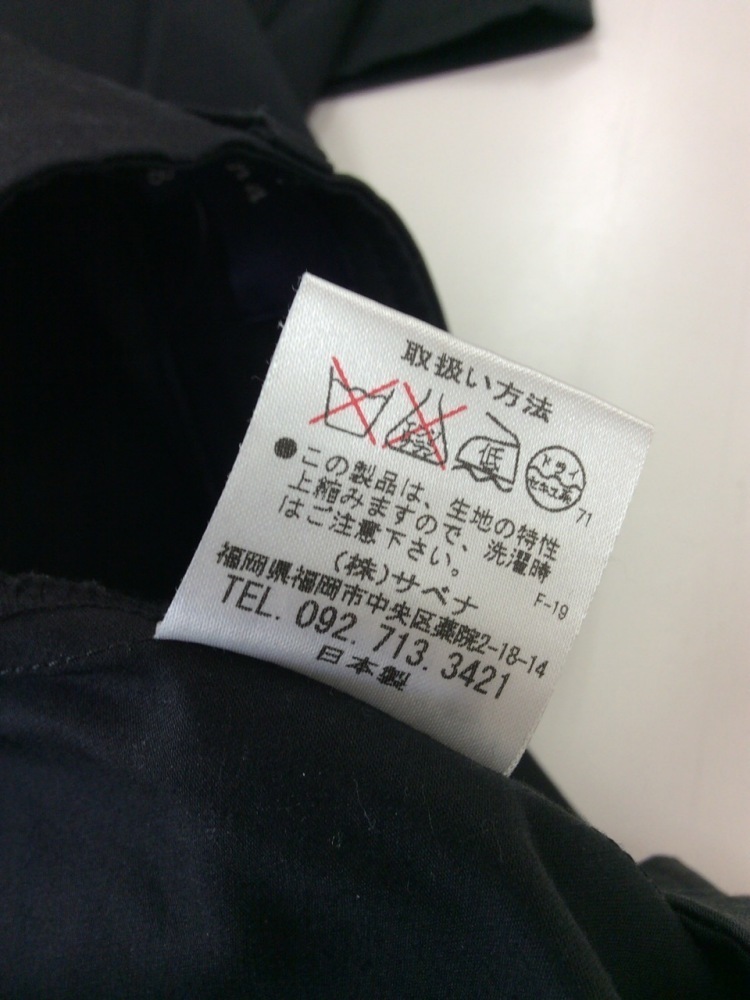 取扱い方法
低
ドライ
セキユ系
71
●この製品は、生地の特性
上縮みますので、洗濯時
はご注意下さい。
F-19
(株)サベナ
福岡県福岡市中央区薬院2-18-14
TEL. 092. 713. 3421
日本製